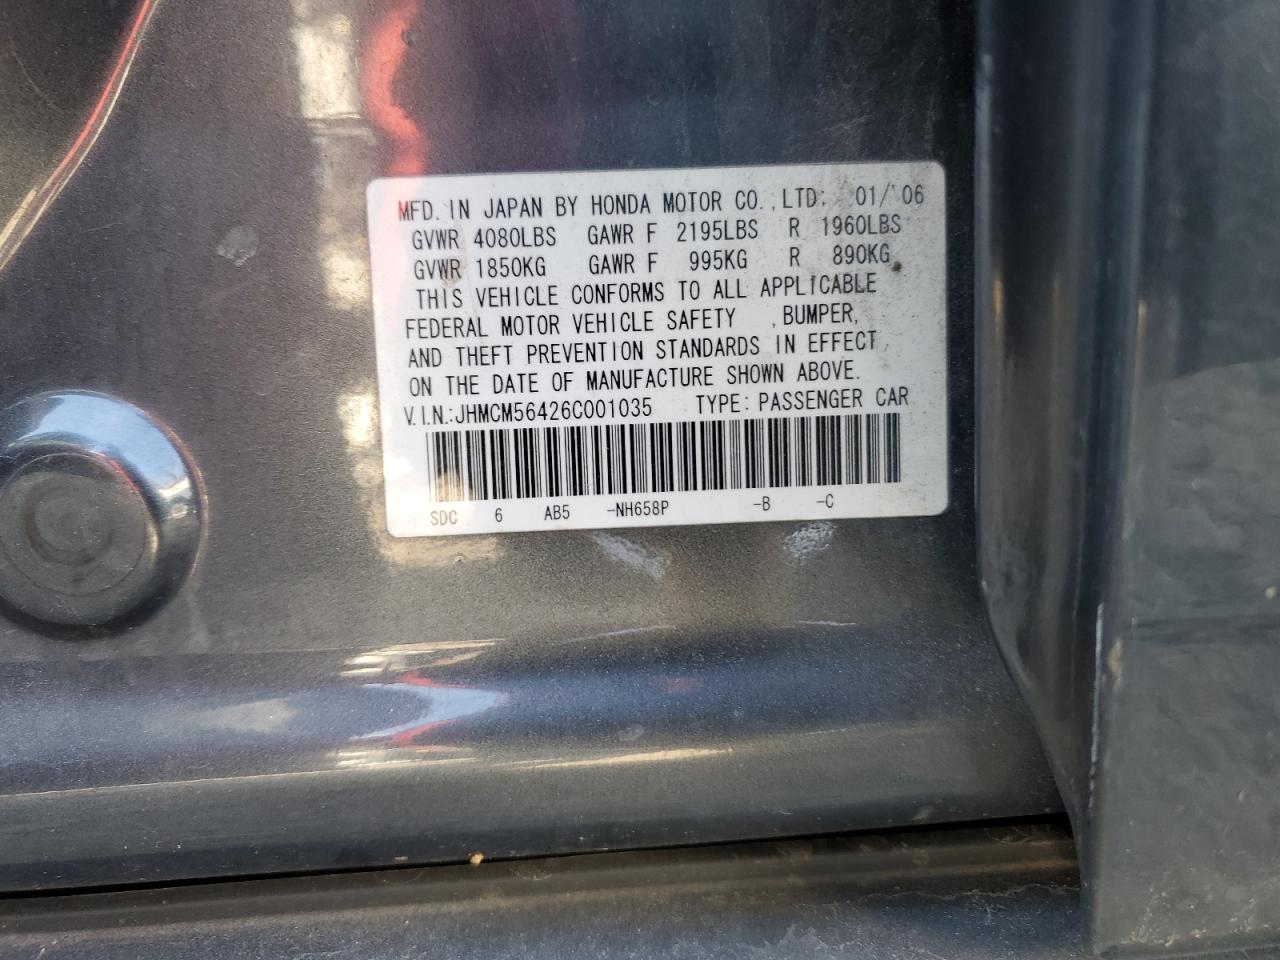 MFD. IN JAPAN BY HONDA MOTOR CO., LTD. 01/'06
GVWR 4080LBS GAWR F 2195LBS R 1960LBS
GVWR 1850KG GAWR F 995KG R 890KG
THIS VEHICLE CONFORMS TO ALL APPLICABLE
FEDERAL MOTOR VEHICLE SAFETY , BUMPER,
AND THEFT PREVENTION STANDARDS IN EFFECT
ON THE DATE OF MANUFACTURE SHOWN ABOVE.
V.I.N.:JHMCM56426C001035 TYPE: PASSENGER CAR
SDC 6 AB5 -NH658P -B -C